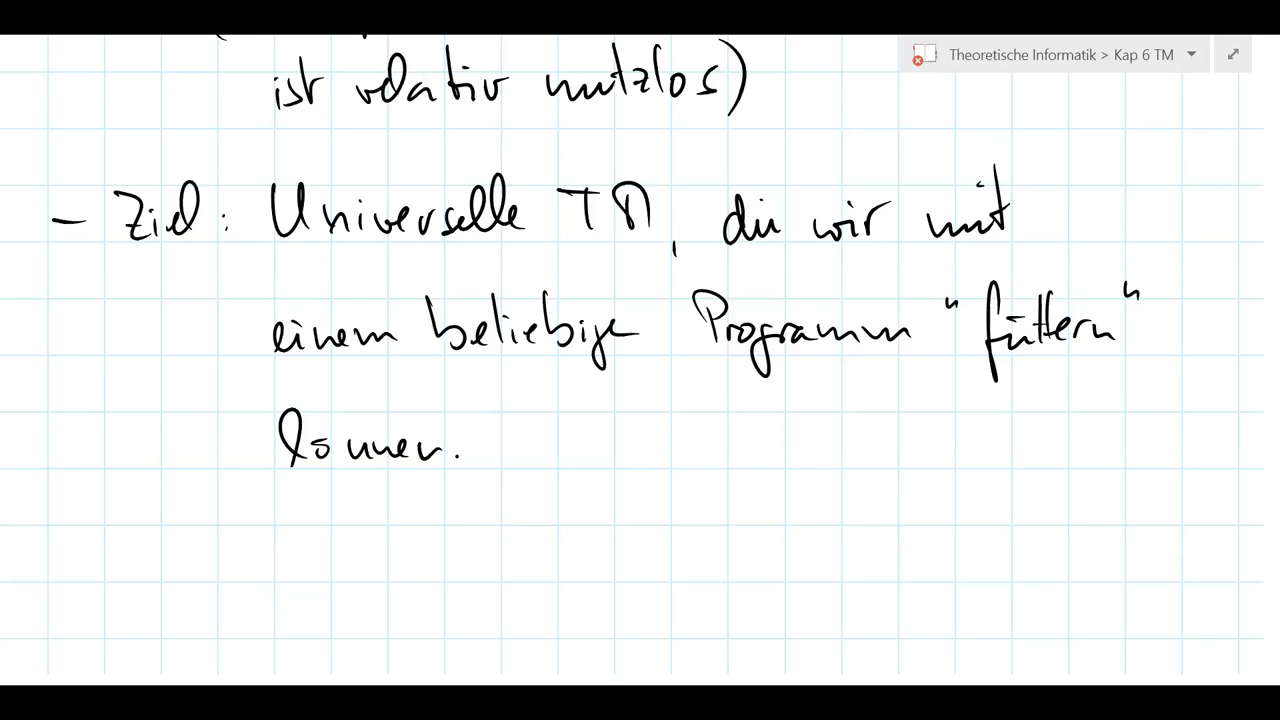 Theoretische Informatik > Kap 6 TM
ist relativ nutzlos)
- Ziel: Universelle TM, die wir mit
einem beliebigen Programm "füttern"
können.